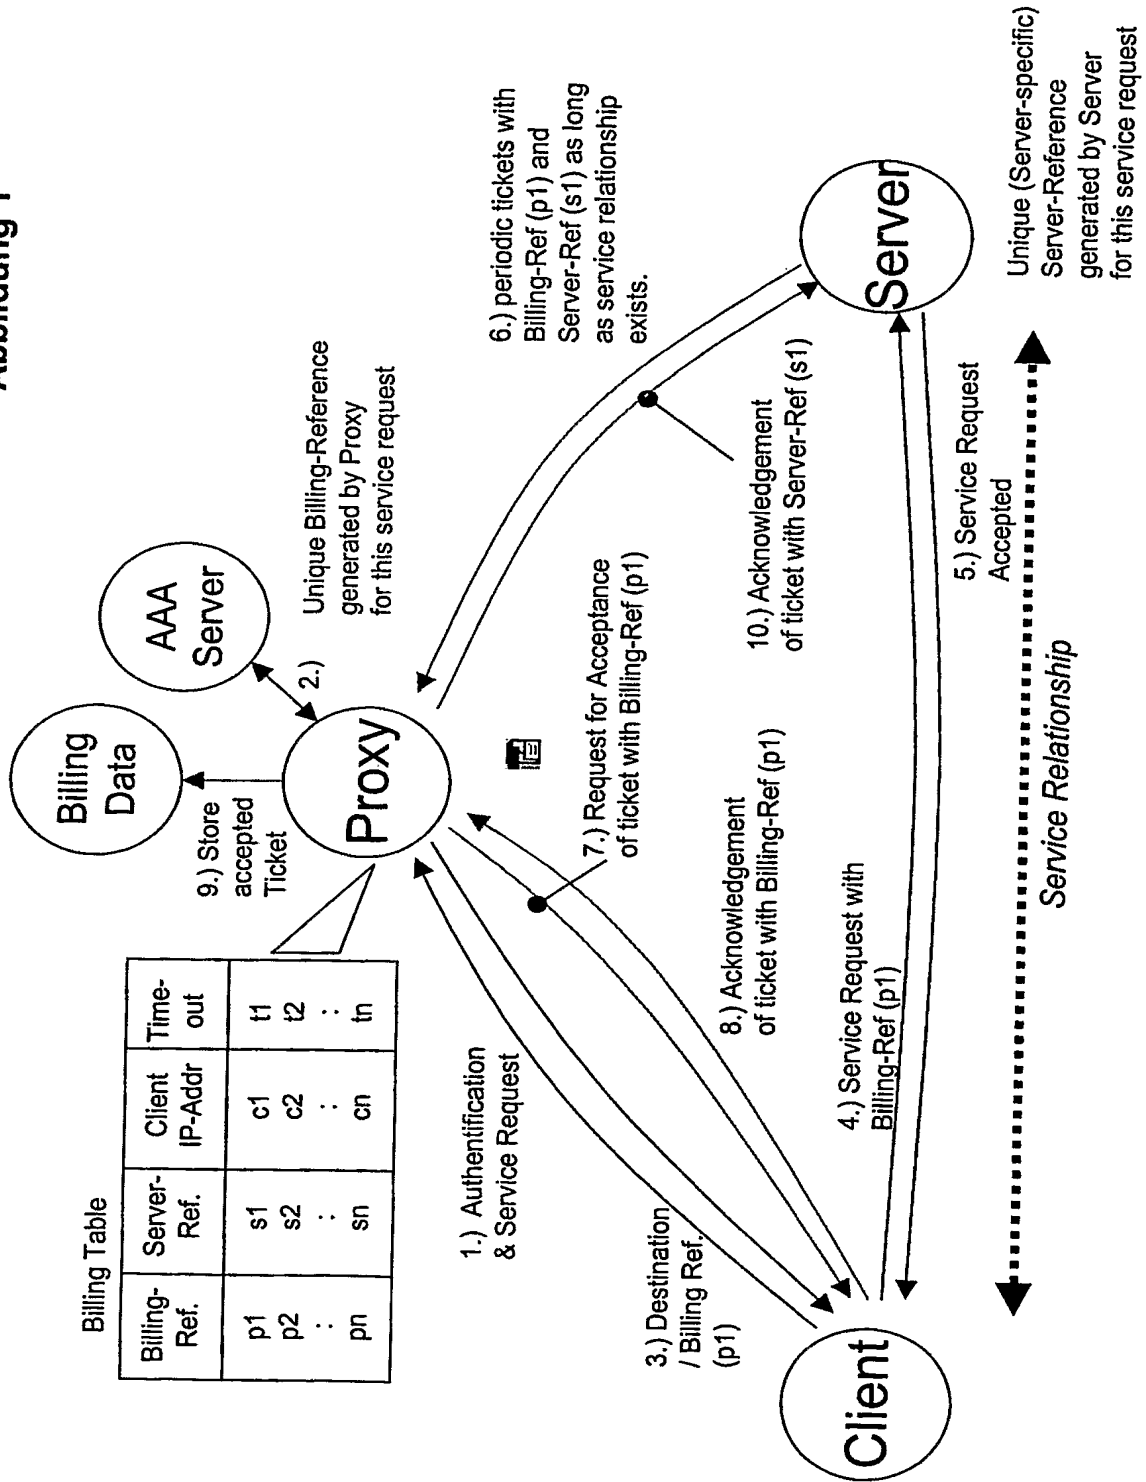 Abbildung 1
Billing Table
Billing-Ref. Server-Ref. Client IP-Addr Time-out
p1 s1 c1 t1
p2 s2 c2 t2
: : : :
pn sn cn tn
Billing
Data
AAA
Server
9.) Store
accepted
Ticket
2.)
Unique Billing-Reference
generated by Proxy
for this service request
Proxy
1.) Authentification
& Service Request
3.) Destination
/ Billing Ref.
(p1)
7.) Request for Acceptance
of ticket with Billing-Ref (p1)
8.) Acknowledgement
of ticket with Billing-Ref (p1)
6.) periodic tickets with
Billing-Ref (p1) and
Server-Ref (s1) as long
as service relationship
exists.
10.) Acknowledgement
of ticket with Server-Ref (s1)
4.) Service Request with
Billing-Ref (p1)
5.) Service Request
Accepted
Client
Server
Unique (Server-specific)
Server-Reference
generated by Server
for this service request
Service Relationship